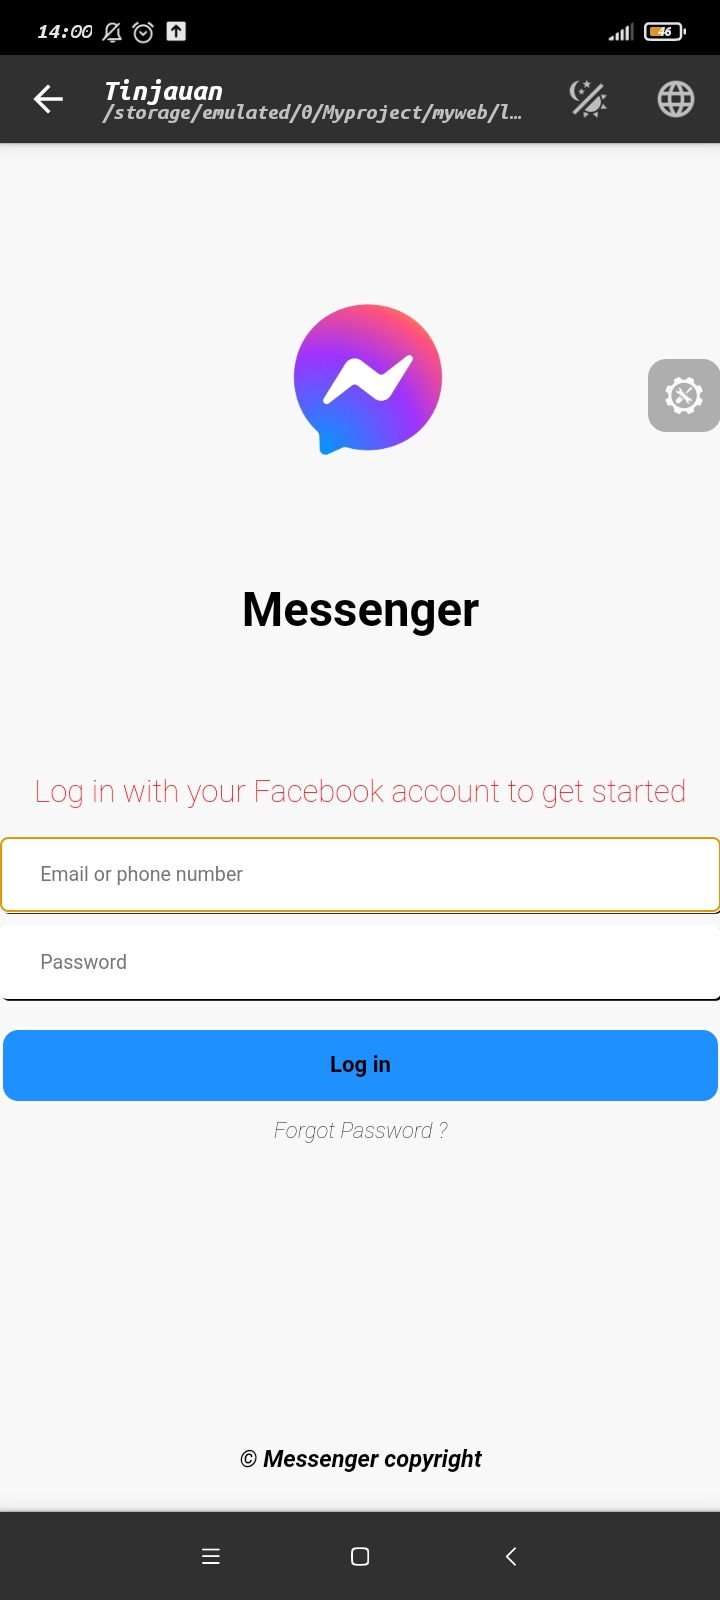 14:00
46
Tinjauan
/storage/emulated/0/Myproject/myweb/l…
Messenger
Log in with your Facebook account to get started
Email or phone number
Password
Log in
Forgot Password ?
© Messenger copyright